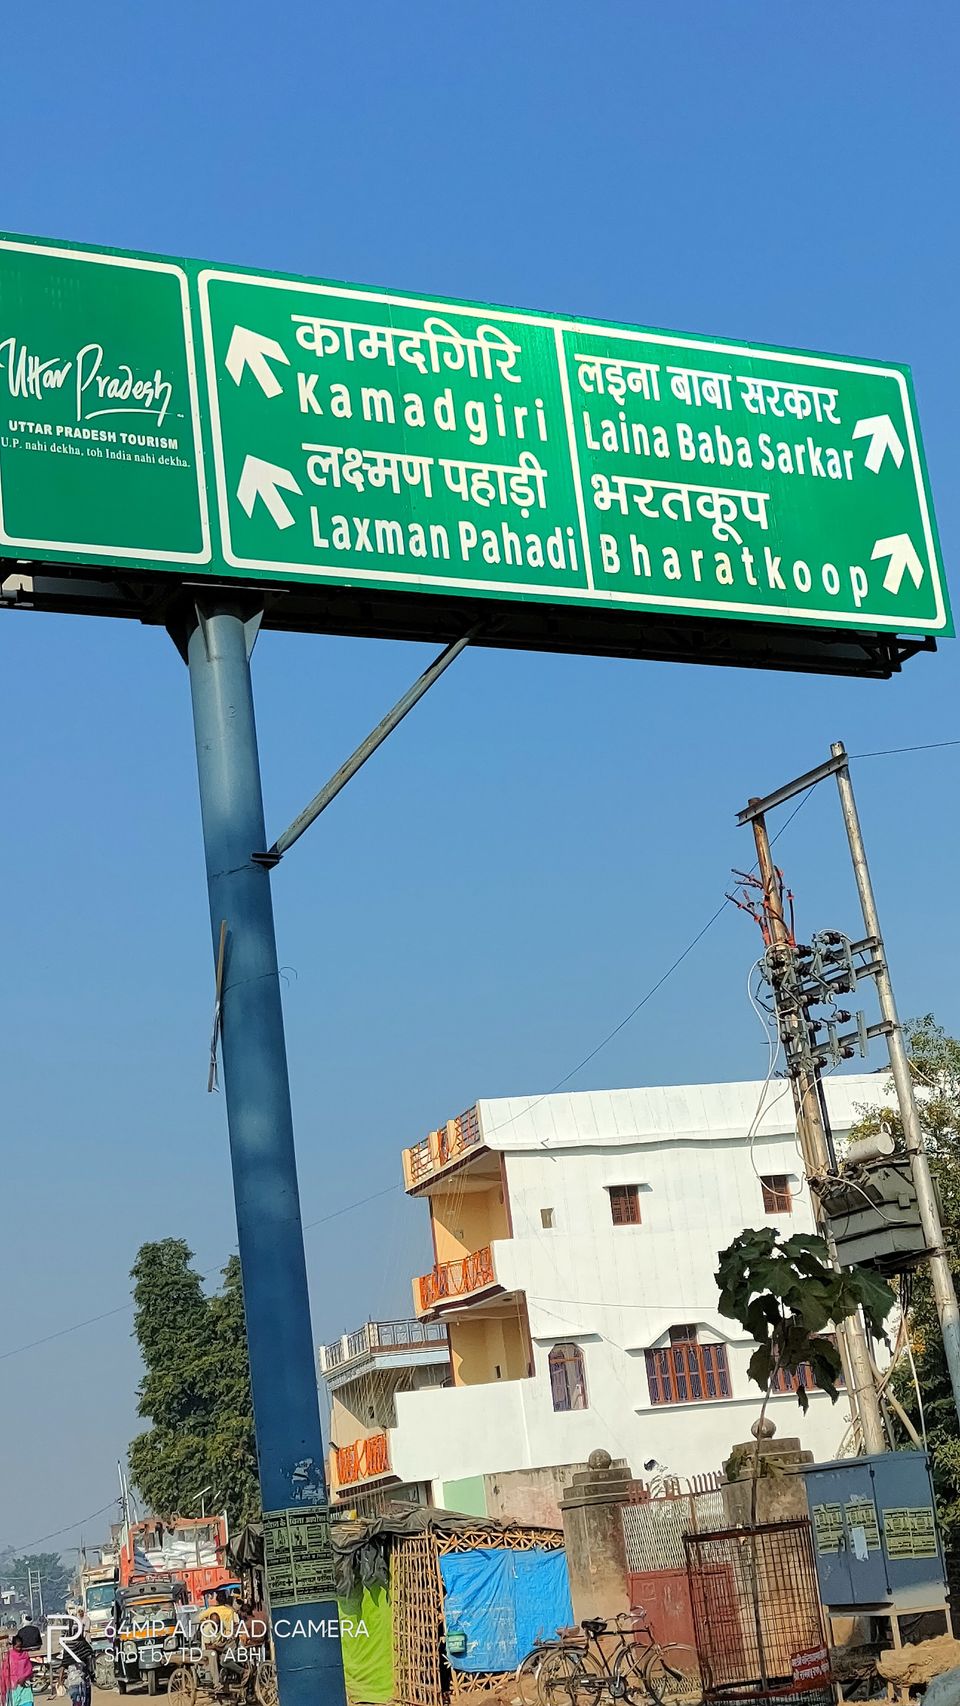 Uttar Pradesh
UTTAR PRADESH TOURISM
U.P. nahi dekha, toh India nahi dekha.
कामदगिरि
Kamadgiri
लक्ष्मण पहाड़ी
Laxman Pahadi
लइना बाबा सरकार
Laina Baba Sarkar
भरतकूप
Bharatkoop
R
64MP AI QUAD CAMERA
Shot by TD • ABHI